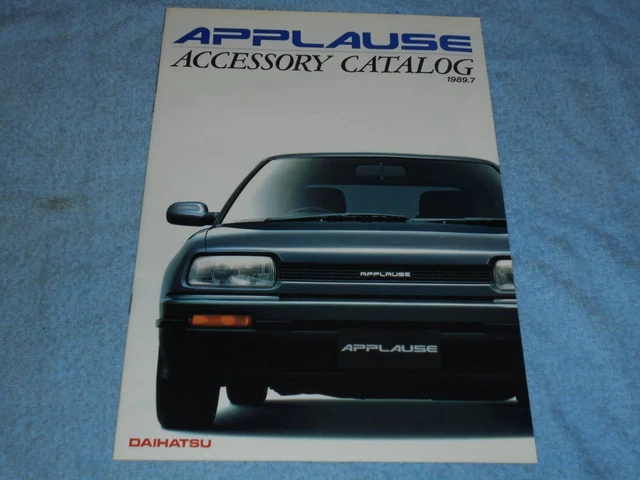 APPLAUSE
ACCESSORY CATALOG
1989.7
APPLAUSE
APPLAUSE
DAIHATSU